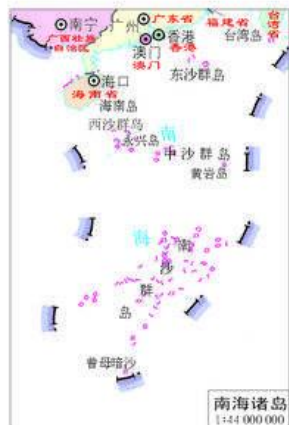 南宁
广州
广东省
福建省
台湾省
广西壮族
自治区
香港
香港
台湾岛
澳门
澳门
东沙群岛
海口
海南省
海南岛
西沙群岛
永兴岛
南
中沙群岛
黄岩岛
海
南
沙
群
岛
曾母暗沙
南海诸岛
1:44 000 000